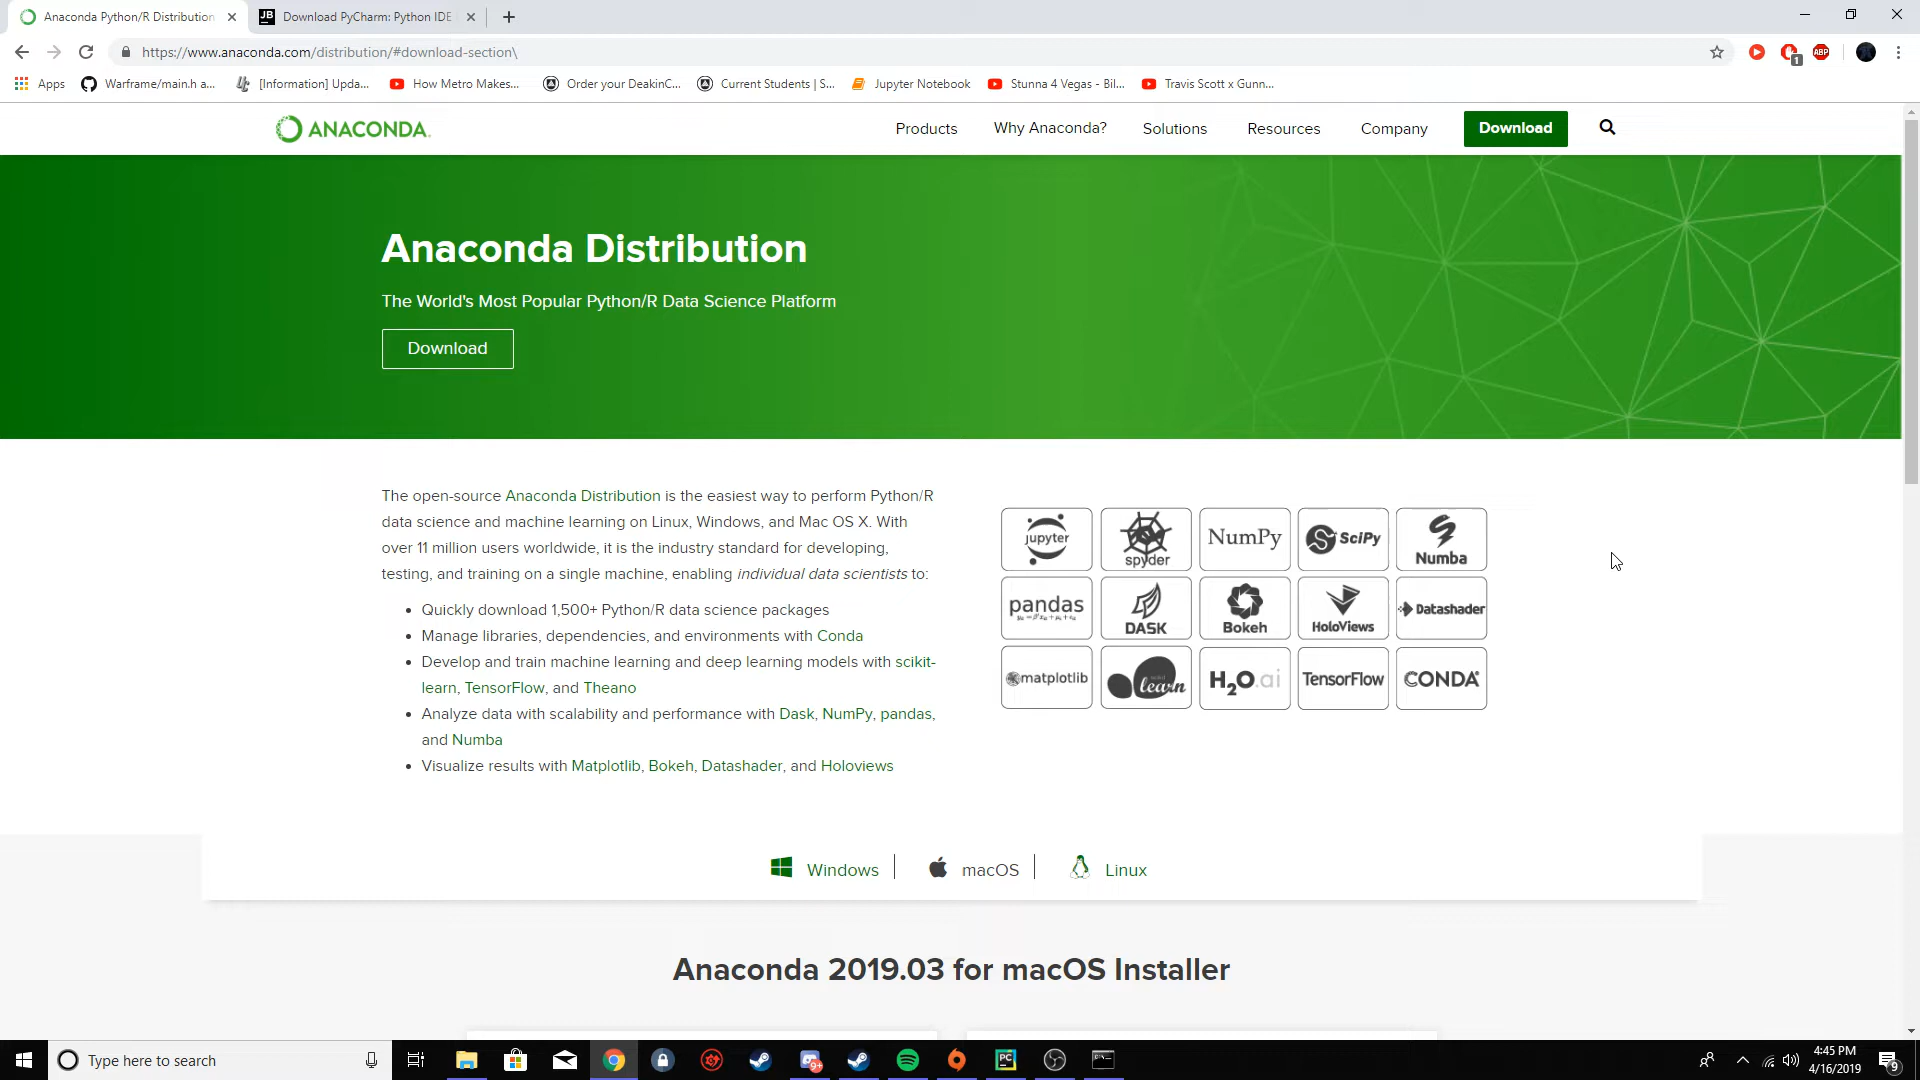 Anaconda Python/R Distribution
Download PyCharm: Python IDE
https://www.anaconda.com/distribution/#download-section\
1
ABP
Apps
Warframe/main.h a...
[Information] Upda...
How Metro Makes...
Order your DeakinC...
Current Students | S...
Jupyter Notebook
Stunna 4 Vegas - Bil...
Travis Scott x Gunn...
ANACONDA.
Products
Why Anaconda?
Solutions
Resources
Company
Download
Anaconda Distribution
The World's Most Popular Python/R Data Science Platform
Download
The open-source Anaconda Distribution is the easiest way to perform Python/R
data science and machine learning on Linux, Windows, and Mac OS X. With
over 11 million users worldwide, it is the industry standard for developing,
testing, and training on a single machine, enabling individual data scientists to:
• Quickly download 1,500+ Python/R data science packages
• Manage libraries, dependencies, and environments with Conda
• Develop and train machine learning and deep learning models with scikit-
learn, TensorFlow, and Theano
• Analyze data with scalability and performance with Dask, NumPy, pandas,
and Numba
• Visualize results with Matplotlib, Bokeh, Datashader, and Holoviews
jupyter
spyder
NumPy
SciPy
Numba
pandas
DASK
Bokeh
HoloViews
Datashader
matplotlib
learn
H2O.ai
TensorFlow
CONDA
Windows
macOS
Linux
Anaconda 2019.03 for macOS Installer
Type here to search
9+
PC
4:45 PM
4/16/2019
9